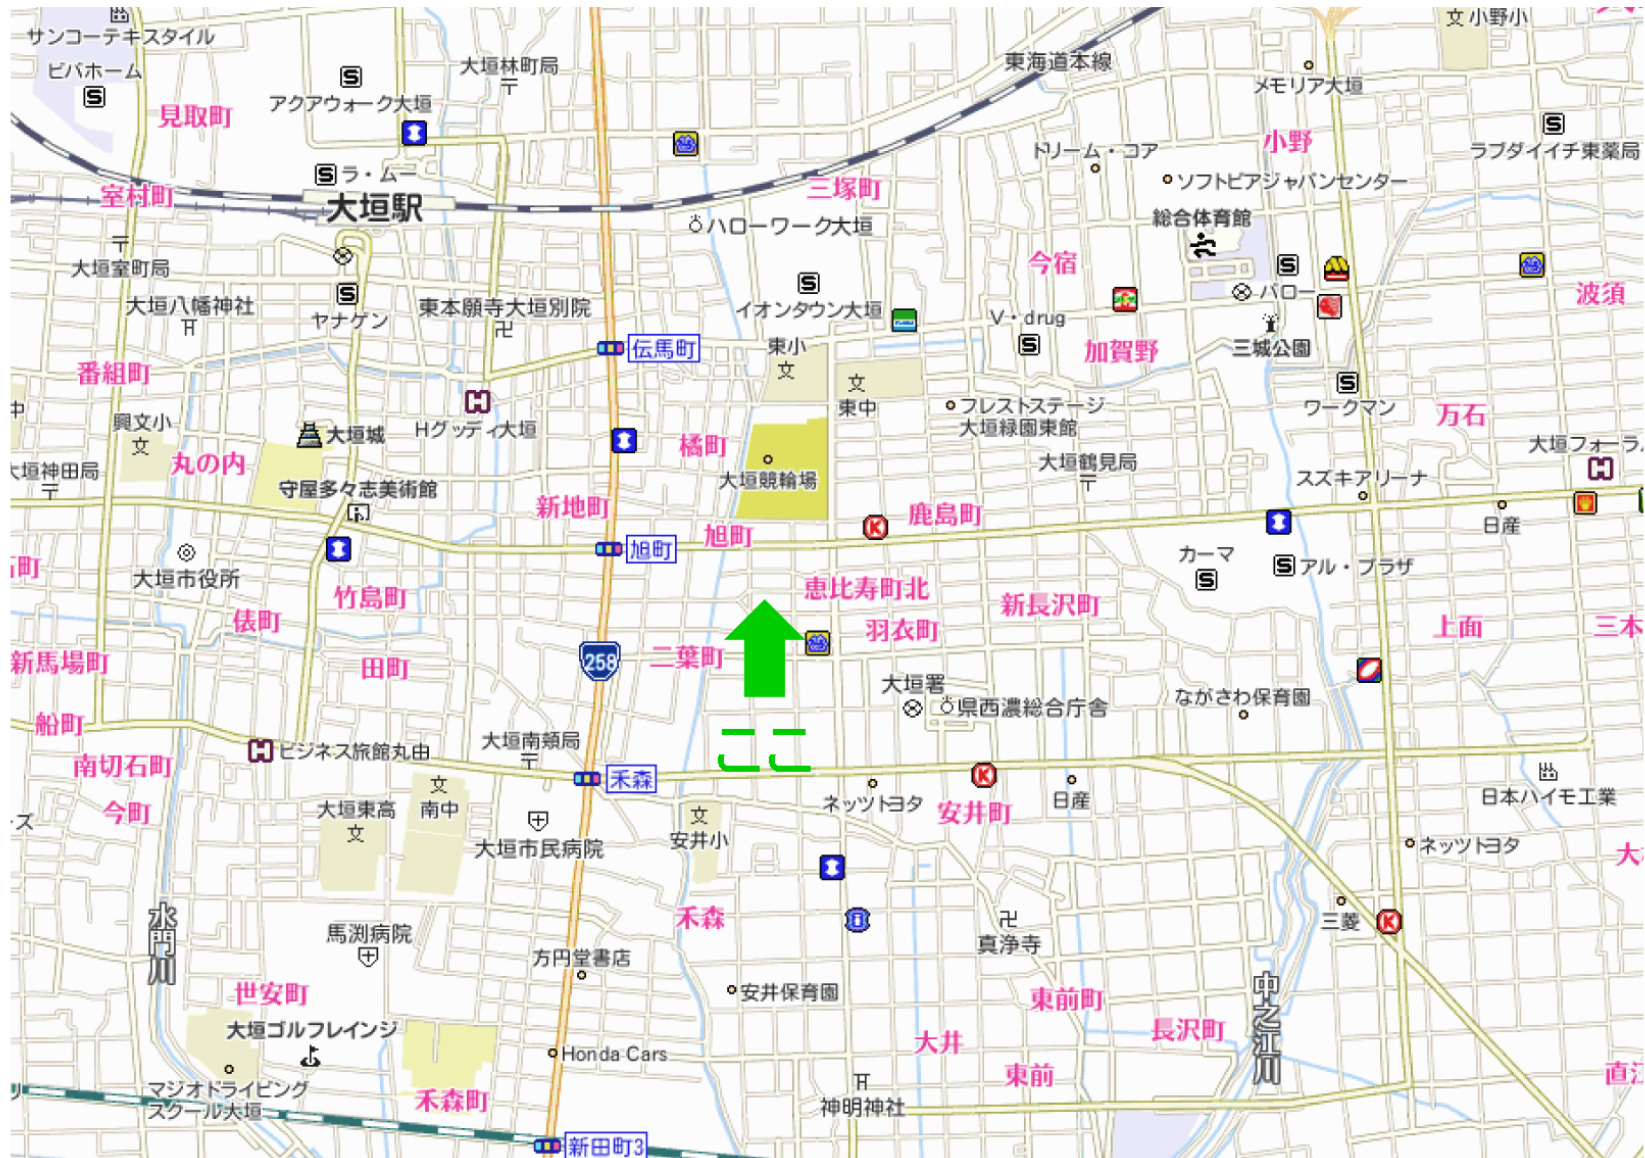 サンコーテキスタイル
ビバホーム
見取町
アクアウォーク大垣
大垣林町局
東海道本線
小野小
メモリア大垣
小野
ラブダイイチ東薬局
ドリーム・コア
ソフトピアジャパンセンター
総合体育館
ラ・ムー
大垣駅
室村町
三塚町
ハローワーク大垣
今宿
大垣室町局
大垣八幡神社
ヤナゲン
東本願寺大垣別院
イオンタウン大垣
V・drug
バロー
波須
伝馬町
東小
加賀野
三城公園
番組町
中
興文小
大垣城
Hグッディ大垣
東中
フレストステージ
大垣緑園東館
ワークマン
万石
橘町
丸の内
大垣神田局
守屋多々志美術館
大垣競輪場
大垣鶴見局
スズキアリーナ
大垣フォーラム
新地町
旭町
鹿島町
旭町
日産
大垣市役所
カーマ
アル・プラザ
竹島町
恵比寿町北
新長沢町
俵町
羽衣町
上面
三本
新馬場町
田町
258
二葉町
大垣署
県西濃総合庁舎
ながさわ保育園
船町
ビジネス旅館丸由
大垣南頬局
南切石町
禾森
今町
大垣東高
南中
ネッツトヨタ
安井町
日産
日本ハイモ工業
ーズ
大垣市民病院
安井小
ネッツトヨタ
水門川
馬渕病院
禾森
真浄寺
三菱
方円堂書店
世安町
安井保育園
東前町
中之江川
長沢町
大垣ゴルフレインジ
大井
Honda Cars
東前
マジオドライビング
スクール大垣
禾森町
神明神社
新田町3